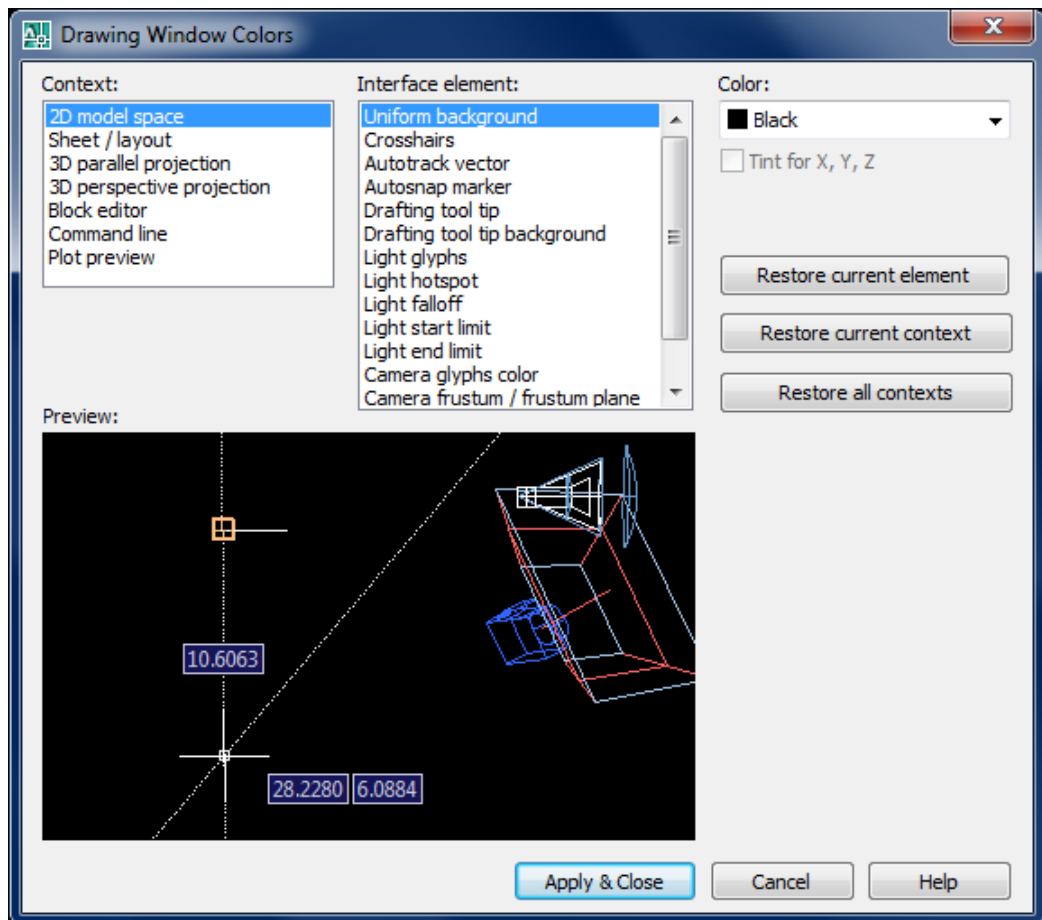 Drawing Window Colors
Context:
2D model space
Sheet / layout
3D parallel projection
3D perspective projection
Block editor
Command line
Plot preview
Interface element:
Uniform background
Crosshairs
Autotrack vector
Autosnap marker
Drafting tool tip
Drafting tool tip background
Light glyphs
Light hotspot
Light falloff
Light start limit
Light end limit
Camera glyphs color
Camera frustum / frustum plane
Color:
Black
Tint for X, Y, Z
Restore current element
Restore current context
Restore all contexts
Preview:
10.6063
28.2280 6.0884
Apply & Close
Cancel
Help